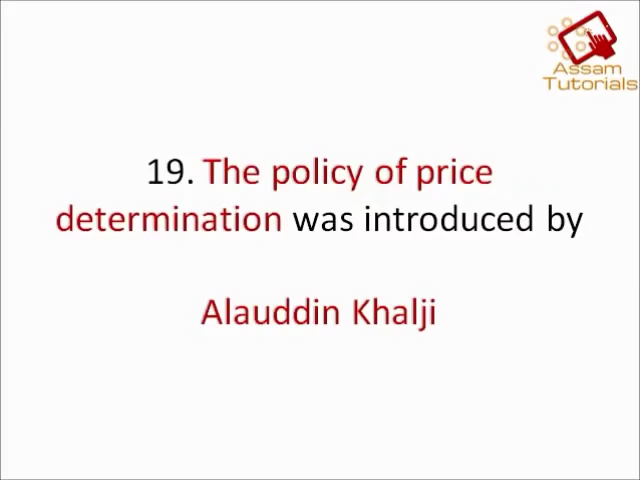 Assam
Tutorials
19. The policy of price
determination was introduced by
Alauddin Khalji